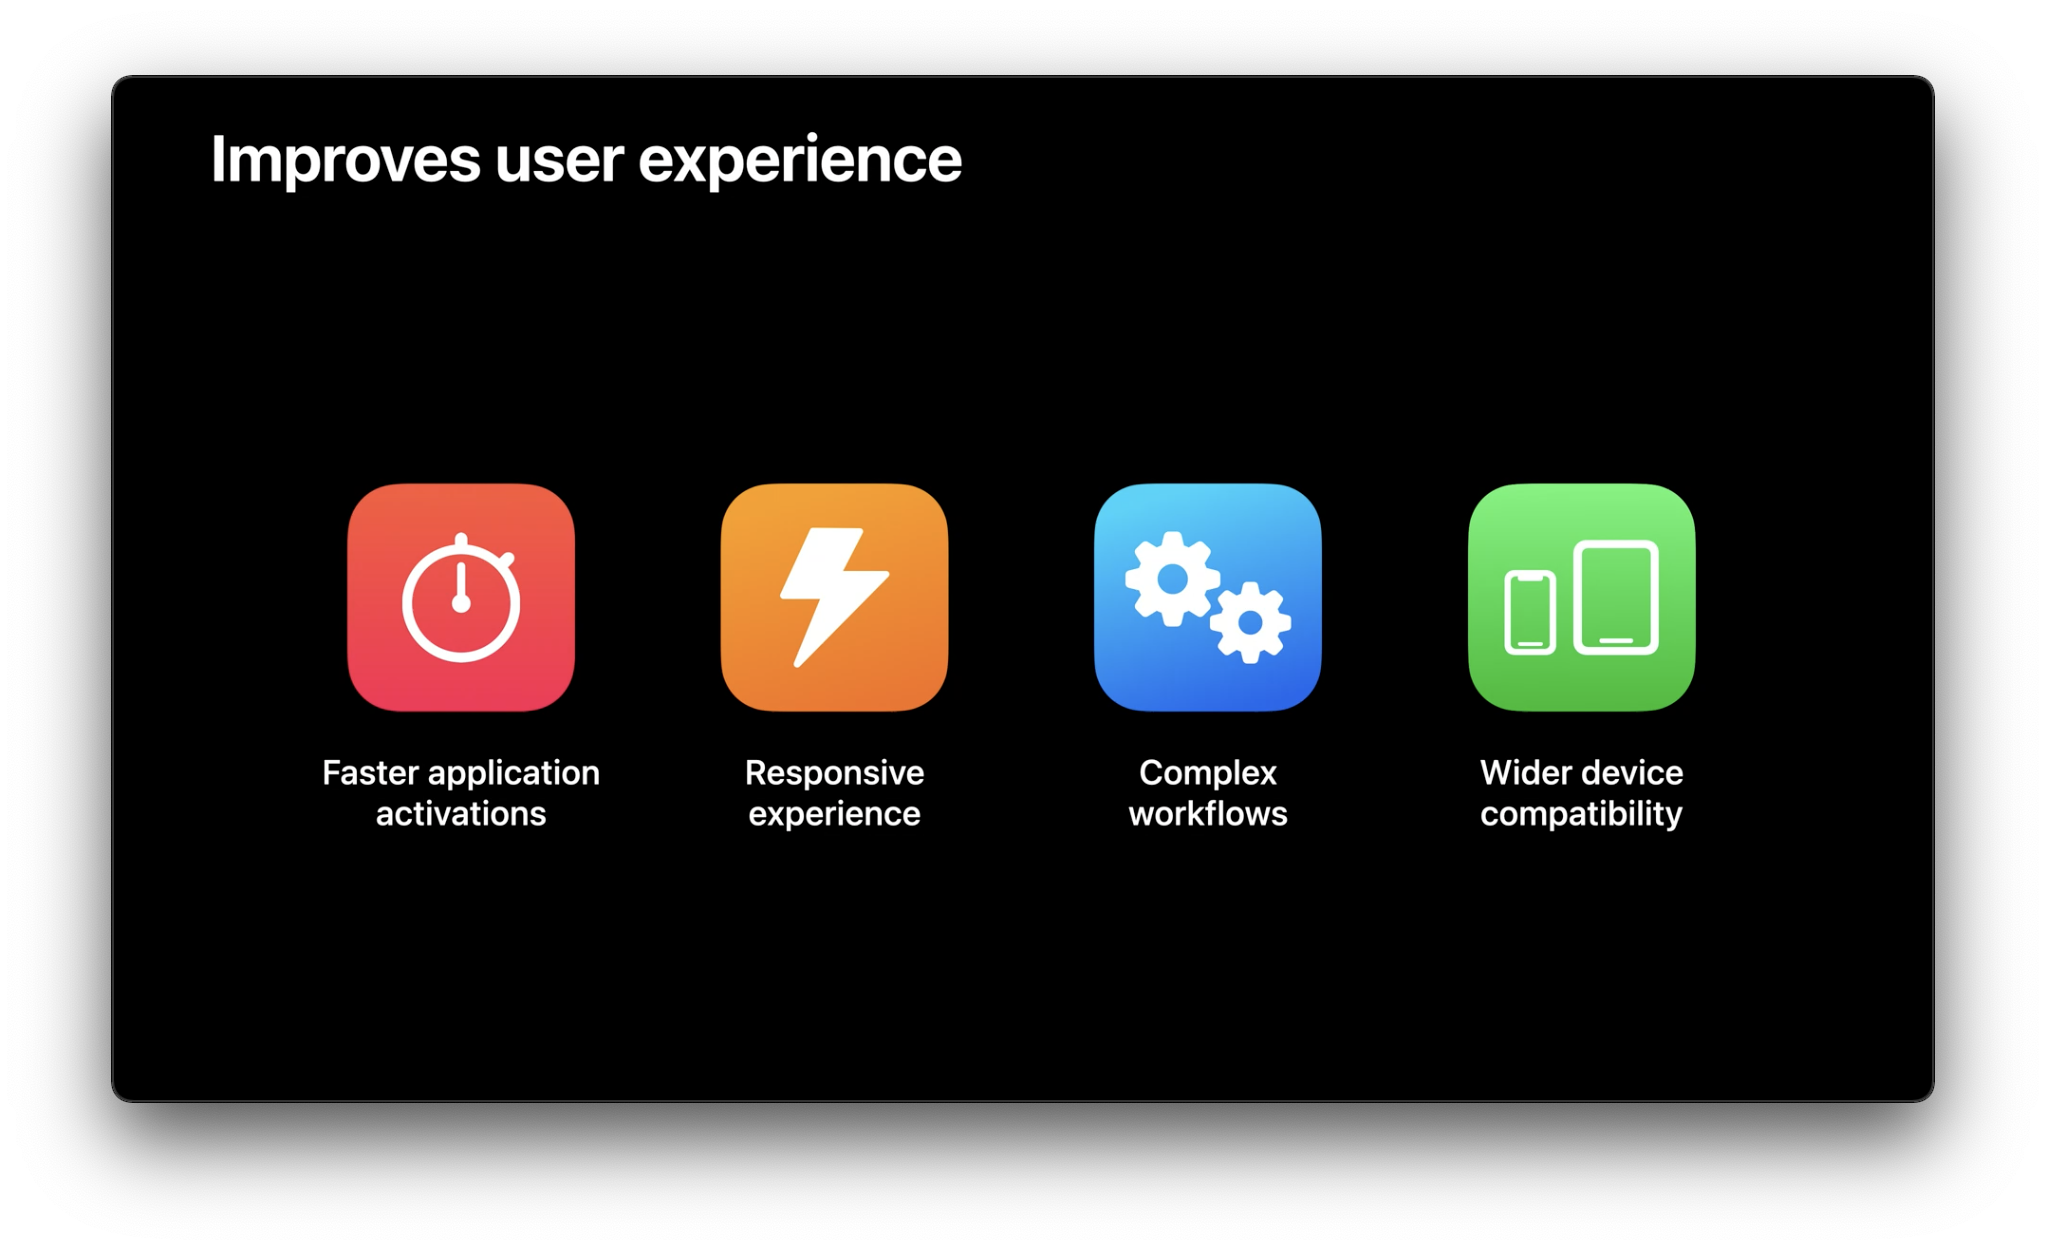 Improves user experience
Faster application
activations
Responsive
experience
Complex
workflows
Wider device
compatibility